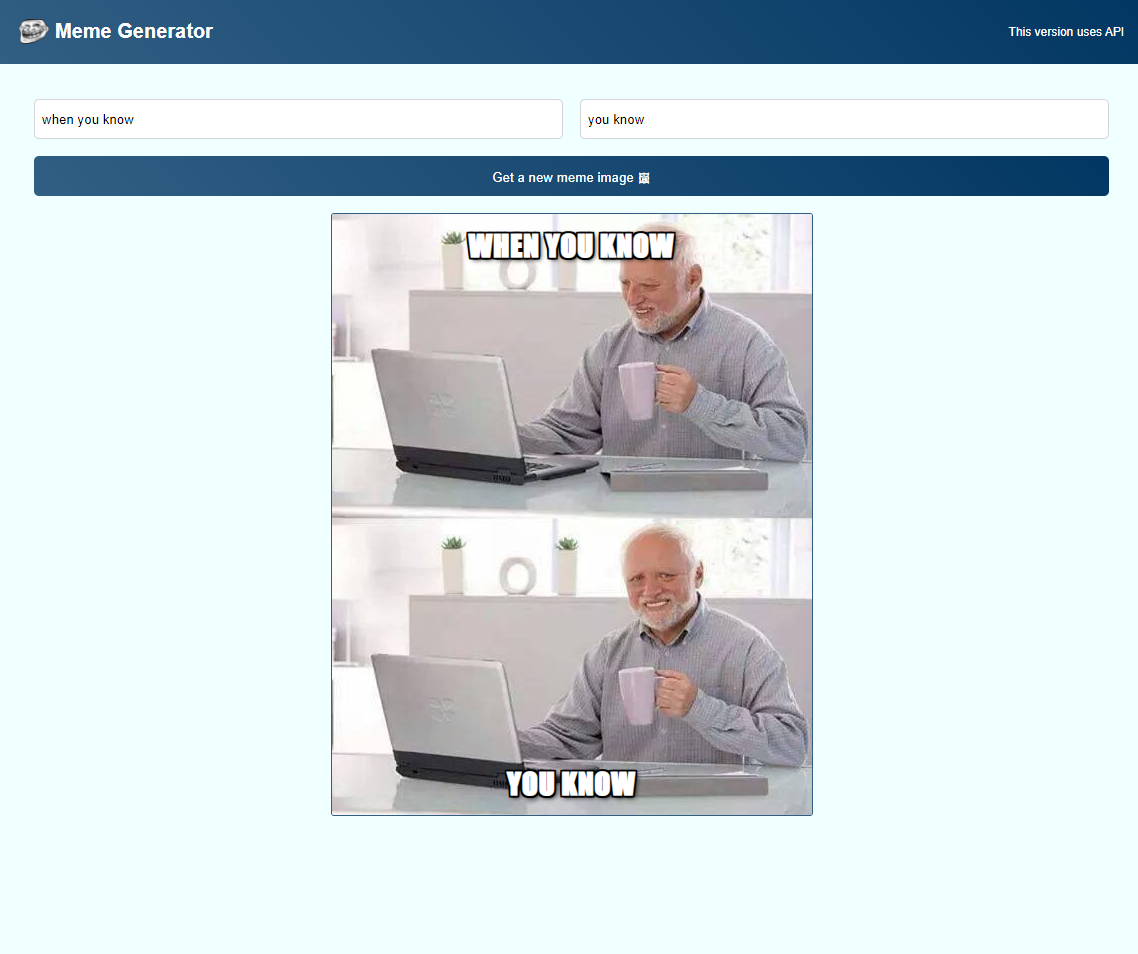 Meme Generator
This version uses API
when you know
you know
Get a new meme image 🖼
WHEN YOU KNOW
YOU KNOW